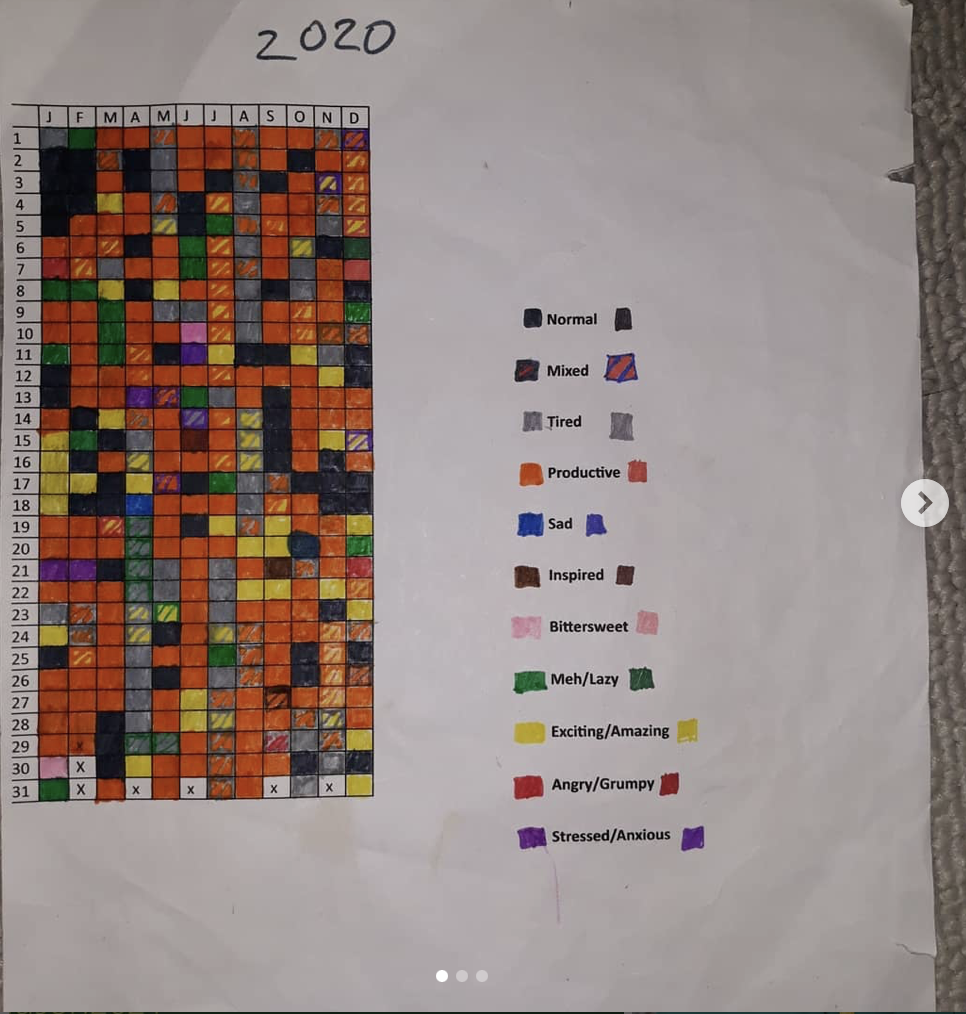 2020
J F M A M J J A S O N D
1
2
3
4
5
6
7
8
9
10
11
12
13
14
15
16
17
18
19
20
21
22
23
24
25
26
27
28
29 x
30 X
31 X x x x x
Normal
Mixed
Tired
Productive
Sad
Inspired
Bittersweet
Meh/Lazy
Exciting/Amazing
Angry/Grumpy
Stressed/Anxious